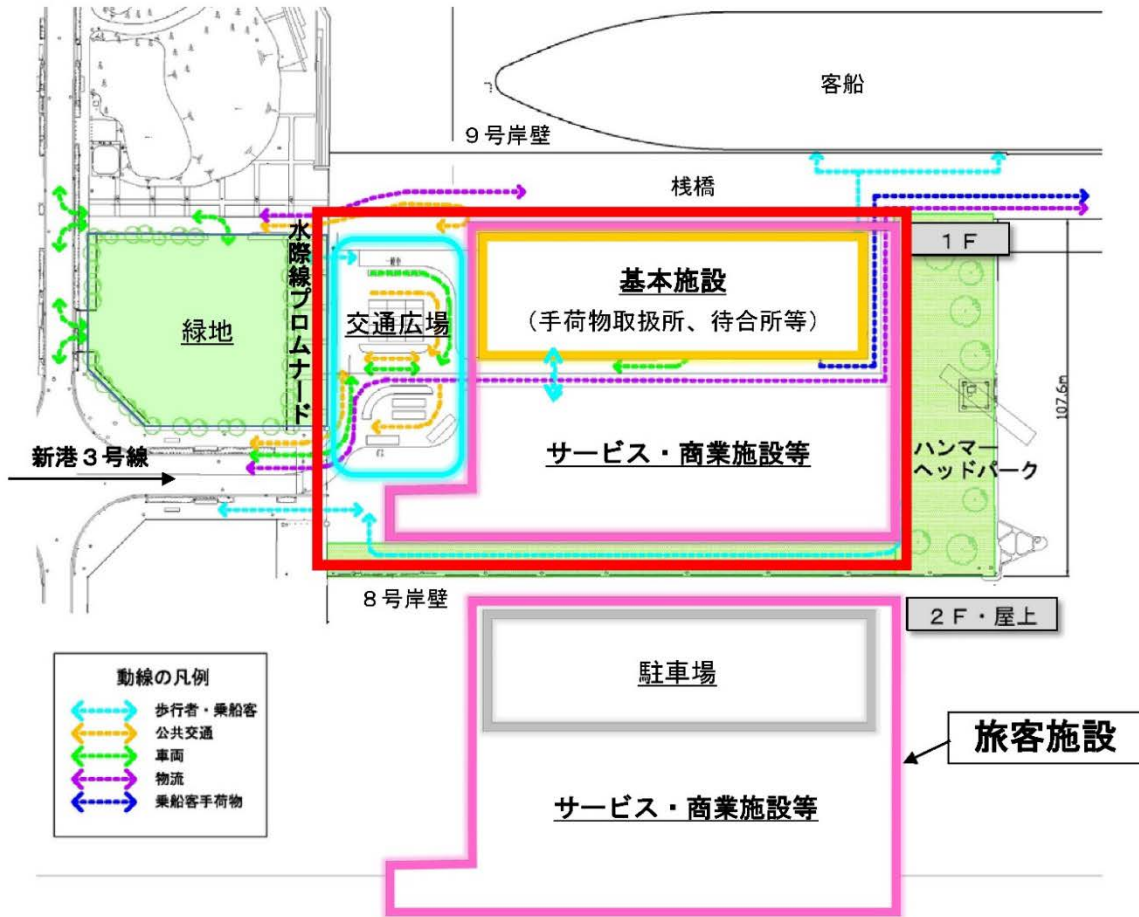 客船
9号岸壁
桟橋
1F
水際線プロムナード
基本施設
（手荷物取扱所、待合所等）
緑地
交通広場
107.6m
新港３号線
サービス・商業施設等
ハンマー
ヘッドパーク
8号岸壁
２Ｆ・屋上
動線の凡例
歩行者・乗船客
公共交通
車両
物流
乗船客手荷物
駐車場
旅客施設
サービス・商業施設等